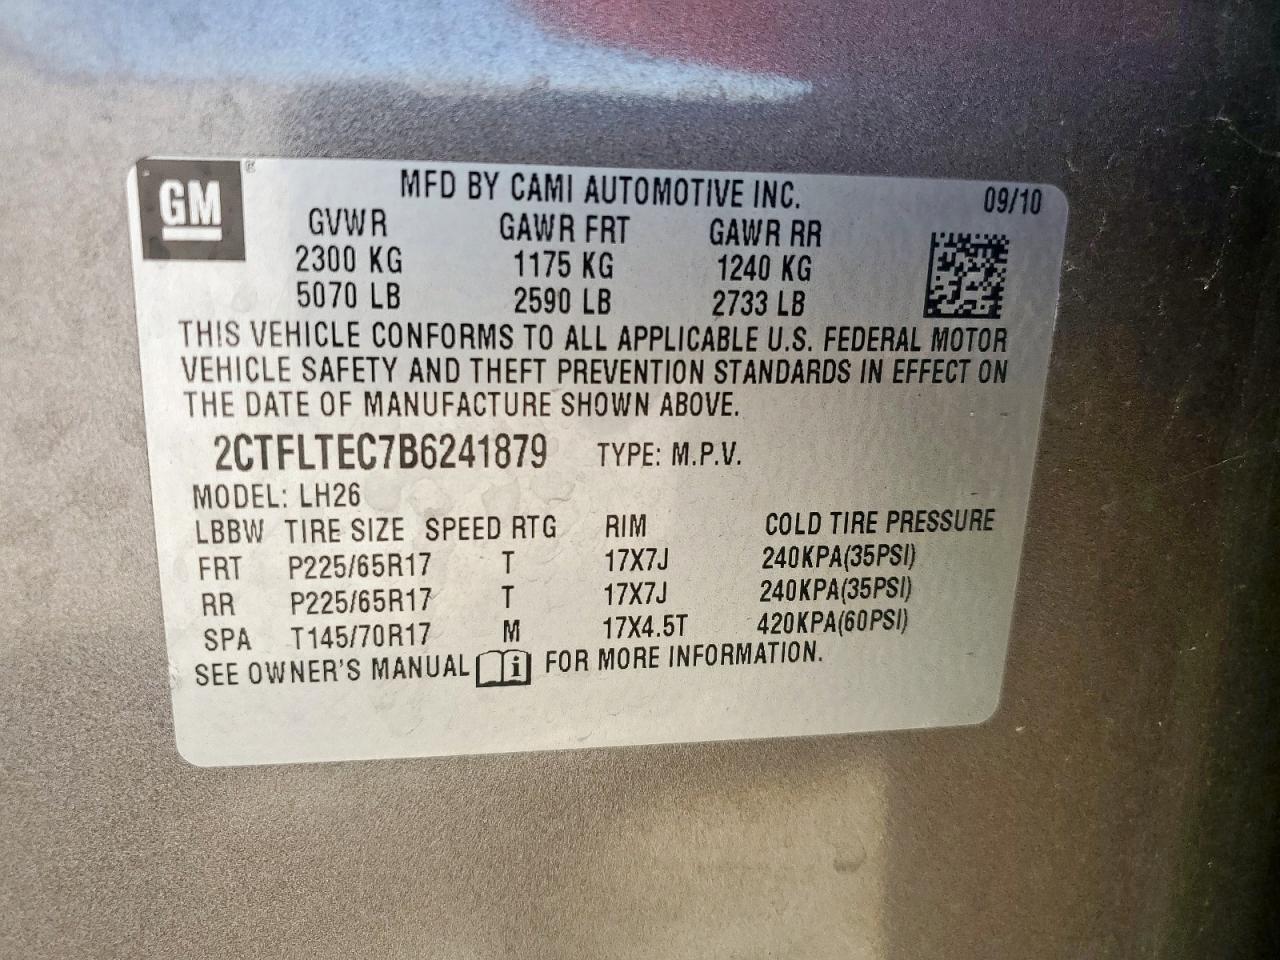 GM ®
MFD BY CAMI AUTOMOTIVE INC. 09/10
GVWR GAWR FRT GAWR RR
2300 KG 1175 KG 1240 KG
5070 LB 2590 LB 2733 LB
THIS VEHICLE CONFORMS TO ALL APPLICABLE U.S. FEDERAL MOTOR
VEHICLE SAFETY AND THEFT PREVENTION STANDARDS IN EFFECT ON
THE DATE OF MANUFACTURE SHOWN ABOVE.
2CTFLTEC7B6241879 TYPE: M.P.V.
MODEL: LH26
LBBW TIRE SIZE SPEED RTG RIM COLD TIRE PRESSURE
FRT P225/65R17 T 17X7J 240KPA(35PSI)
RR P225/65R17 T 17X7J 240KPA(35PSI)
SPA T145/70R17 M 17X4.5T 420KPA(60PSI)
SEE OWNER'S MANUAL i FOR MORE INFORMATION.